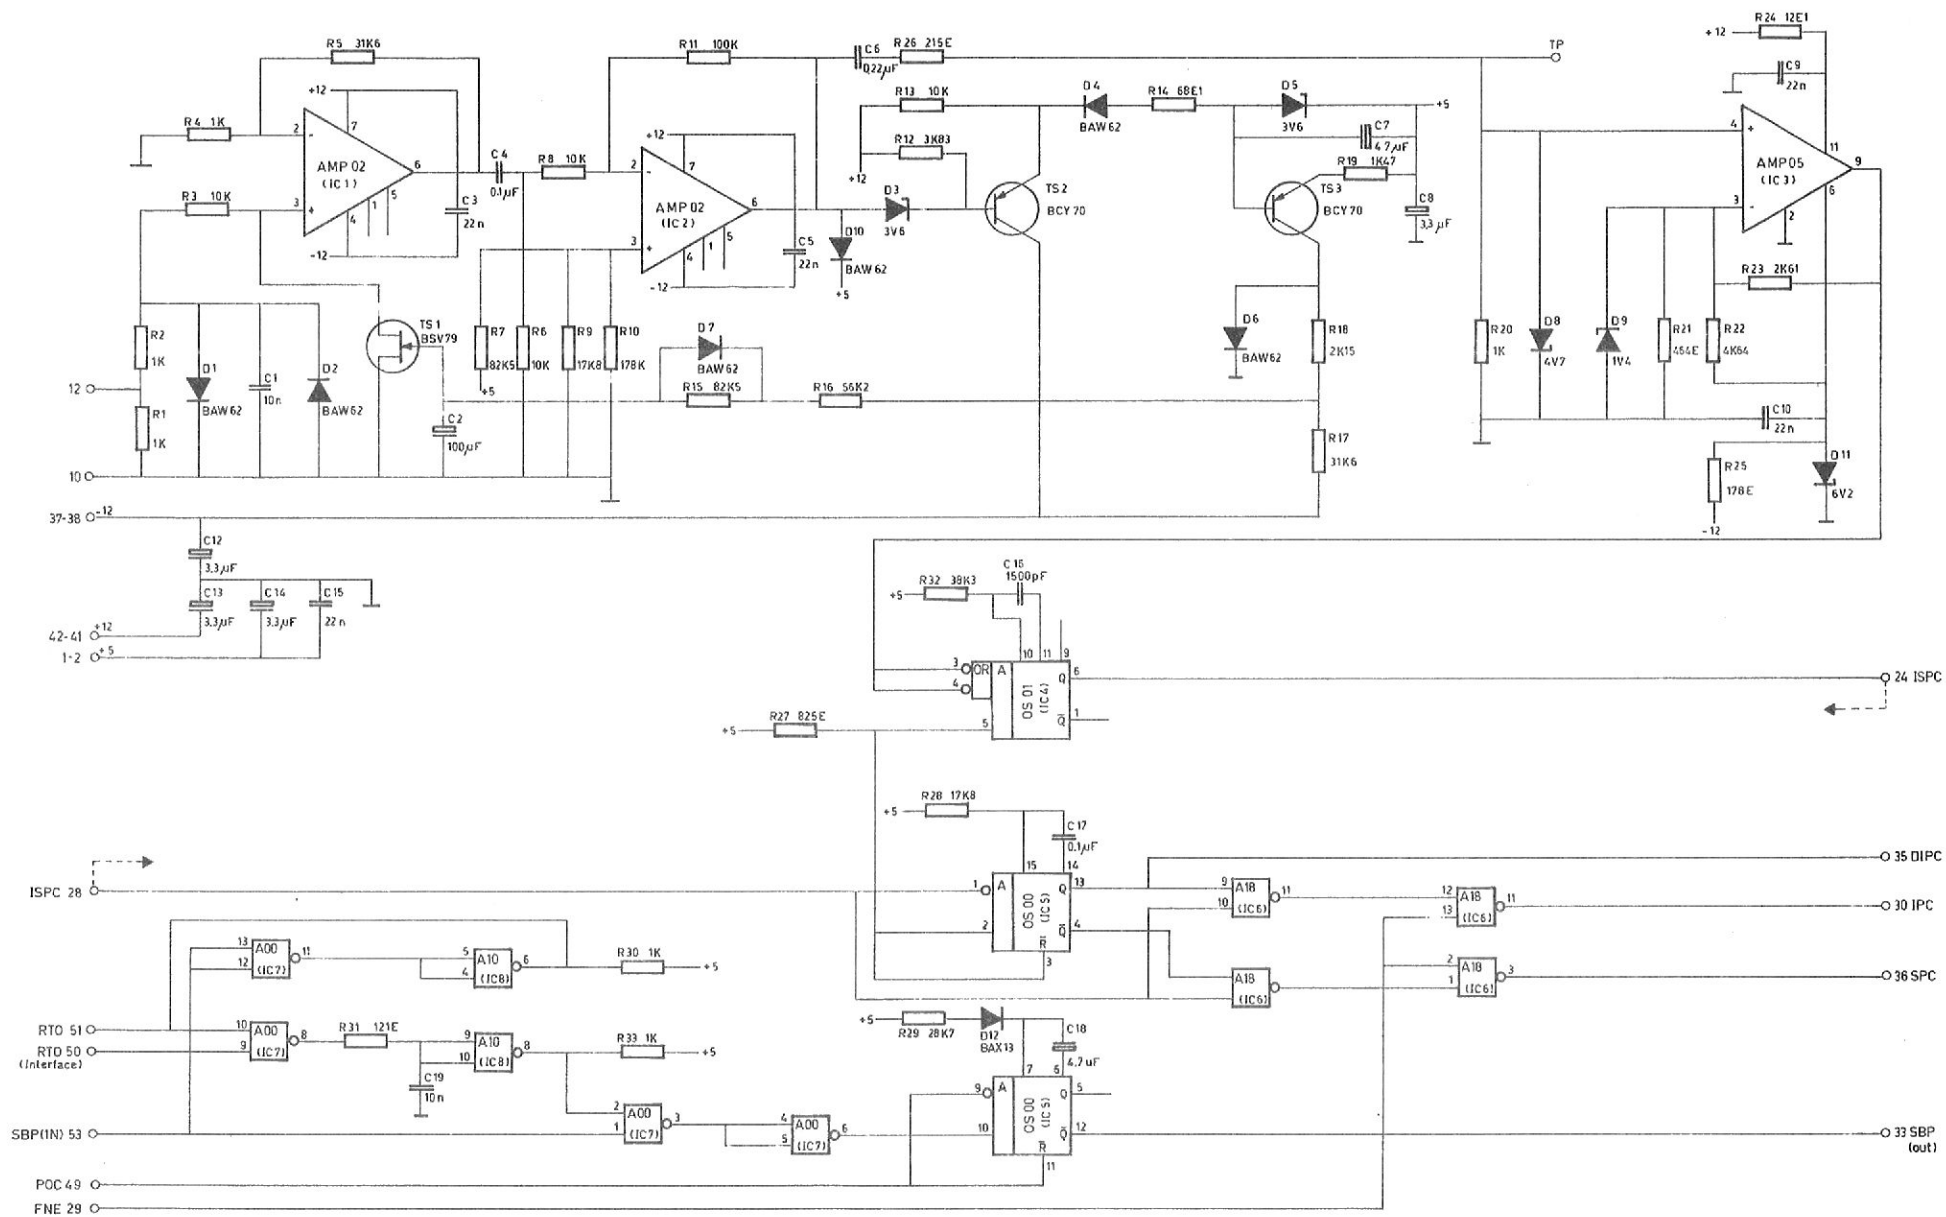 R24 12E1
+12
R5 31K6
R11 100K
C6
0,22µF
R26 215E
TP
C9
22n
+12
R13 10K
D4
BAW 62
R14 68E1
D5
3V6
+5
R4 1K
2
-
7
AMP 02
(IC1)
6
5
1
4
3
+
-12
C3
22n
R3 10K
C4
0.1µF
R8 10K
+12
2
-
7
AMP 02
(IC2)
6
5
1
4
3
+
-12
C5
22n
R12 3K83
+12
D3
3V6
D10
BAW 62
+5
TS2
BCY 70
C7
4.7µF
R19 1K47
TS3
BCY 70
C8
3,3µF
4
+
AMP05
(IC3)
11
9
6
3
-
2
R23 2K61
R2
1K
D1
BAW 62
C1
10n
D2
BAW62
TS1
BSV79
R7
82K5
+5
R6
10K
R9
17K8
R10
178K
D7
BAW 62
R15 82K5
R16 56K2
D6
BAW62
R18
2K15
R20
1K
D8
4V7
D9
1V4
R21
464E
R22
4K64
12
R1
1K
C2
100µF
R17
31K6
C10
22n
10
R25
178E
-12
D11
6V2
37-38
-12
C12
3,3µF
C13
3,3µF
C14
3,3µF
C15
22n
42-41
+12
1-2
+5
+5
R32 38K3
C16
1500pF
10
11
9
3
4
OR
A
OS 01
(IC4)
Q
6
24 ISPC
5
Q
1
+5
R27 825E
+5
R28 17K8
C17
0.1µF
15
14
35 DIPC
ISPC 28
1
A
OS 00
(IC5)
Q
13
2
Q
4
R
3
9
10
A18
(IC6)
11
12
13
A18
(IC6)
11
30 IPC
13
12
A00
(IC7)
11
5
4
A10
(IC8)
6
R30 1K
+5
A18
(IC6)
2
1
A18
(IC6)
3
36 SPC
RTO 51
RTO 50
(Interface)
10
9
A00
(IC7)
8
R31 121E
C19
10n
9
10
A10
(IC8)
8
R33 1K
+5
+5
R29 28K7
D12
BAX13
C18
4.7uF
7
6
9
A
OS 00
(IC5)
Q
5
10
Q
12
R
11
33 SBP
(out)
SBP(IN) 53
2
1
A00
(IC7)
3
4
5
A00
(IC7)
6
POC 49
FNE 29